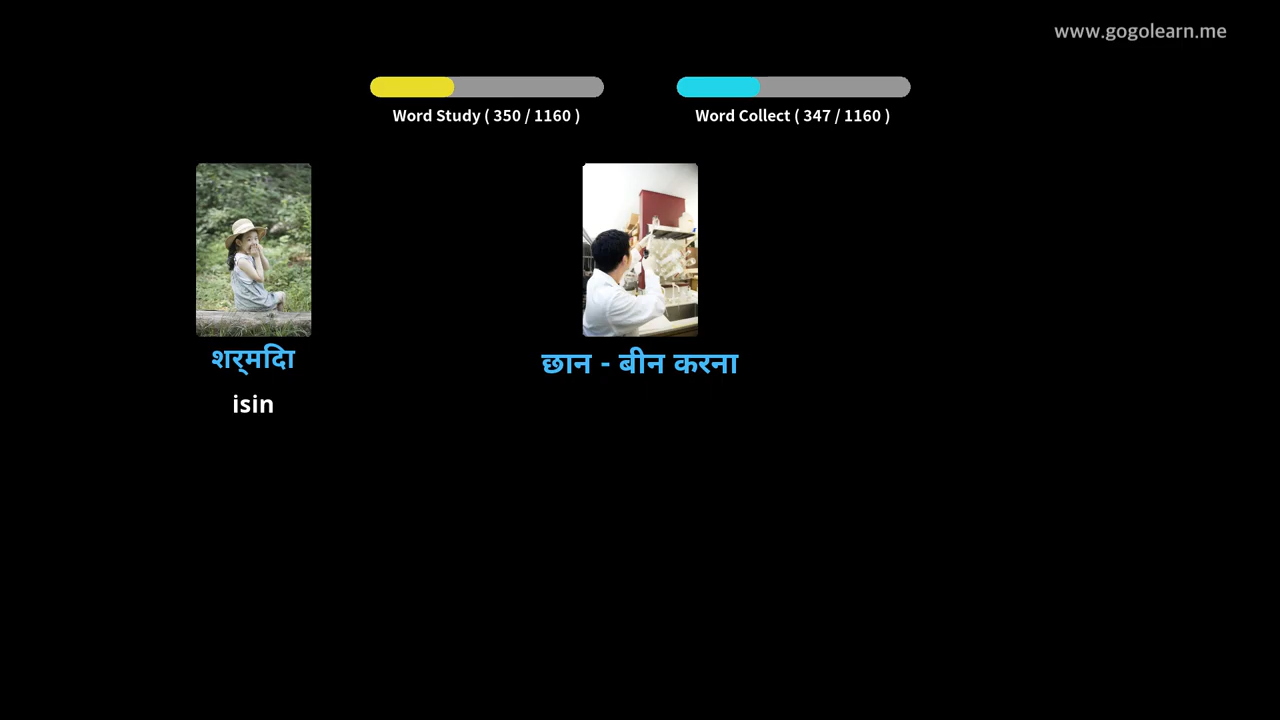 www.gogolearn.me
Word Study ( 350 / 1160 )
Word Collect ( 347 / 1160 )
शर्मिदा
छान - बीन करना
isin